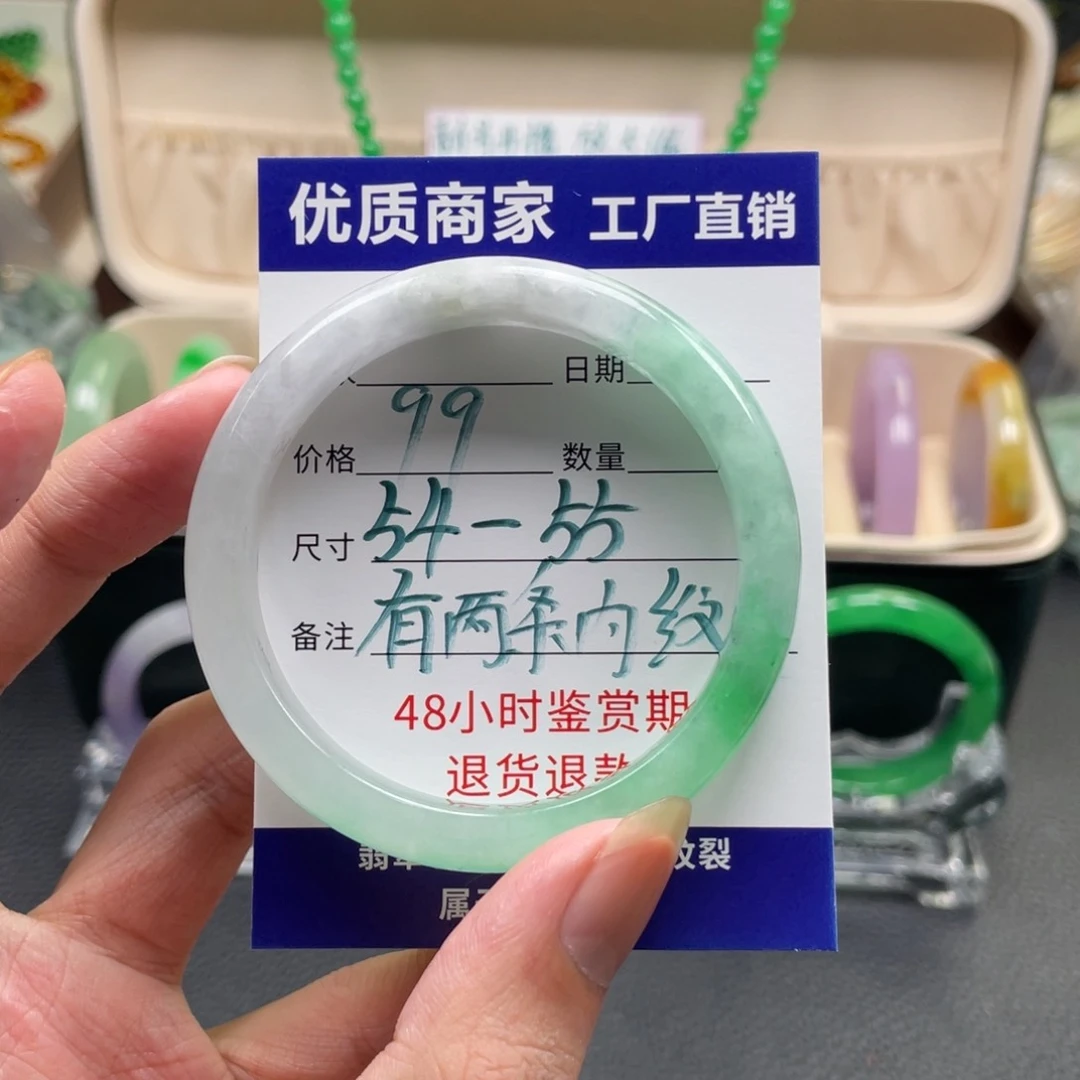 优质商家 工厂直销
日期
价格 99 数量
尺寸 54-55
备注 有两条内纹
48小时鉴赏期
退货退款
裂
属